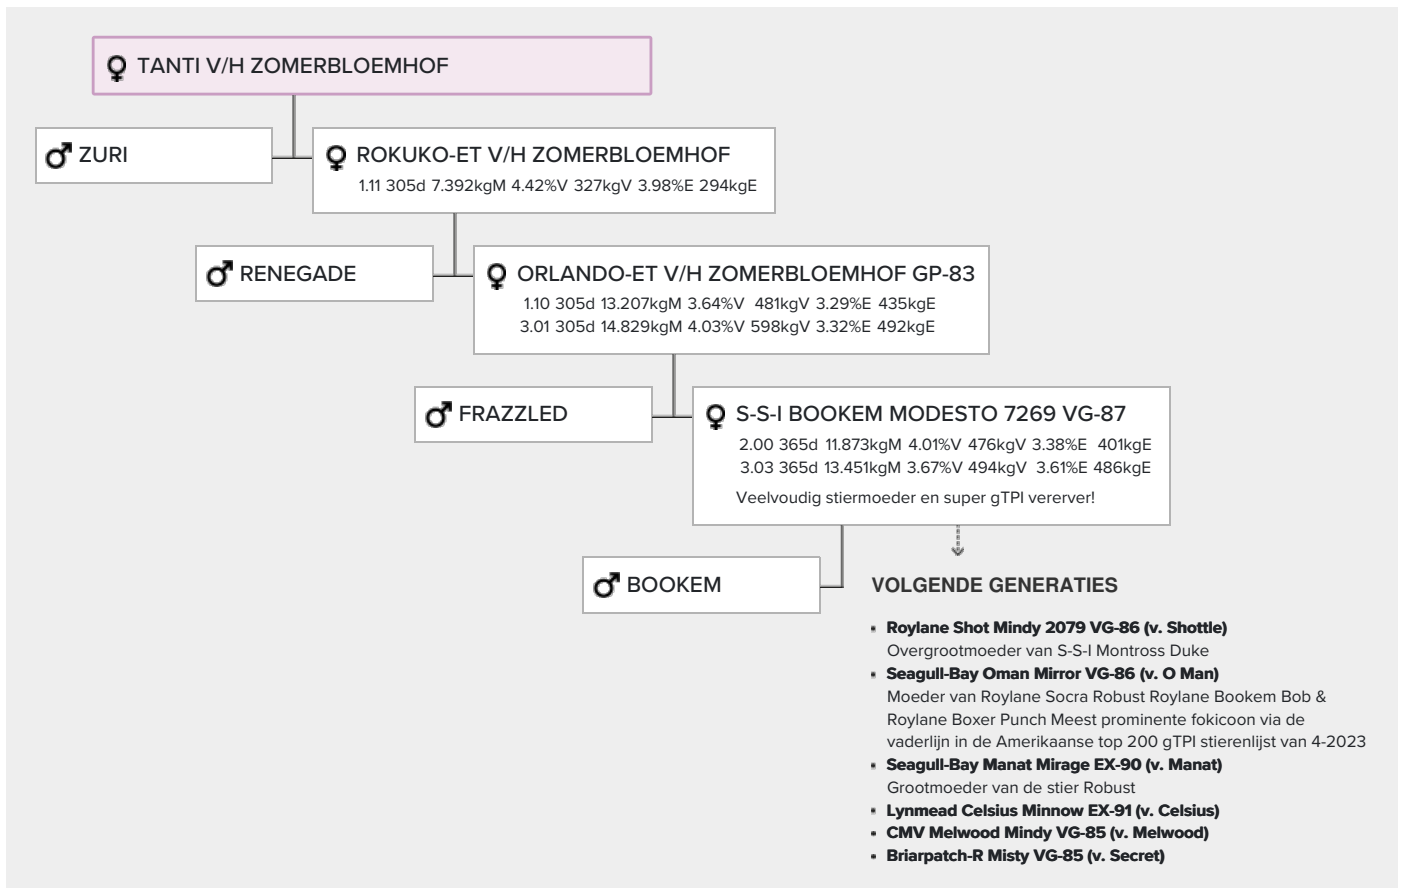 TANTI V/H ZOMERBLOEMHOF
ZURI
ROKUKO-ET V/H ZOMERBLOEMHOF
1.11 305d 7.392kgM 4.42%V 327kgV 3.98%E 294kgE
RENEGADE
ORLANDO-ET V/H ZOMERBLOEMHOF GP-83
1.10 305d 13.207kgM 3.64%V 481kgV 3.29%E 435kgE
3.01 305d 14.829kgM 4.03%V 598kgV 3.32%E 492kgE
FRAZZLED
S-S-I BOOKEM MODESTO 7269 VG-87
2.00 365d 11.873kgM 4.01%V 476kgV 3.38%E 401kgE
3.03 365d 13.451kgM 3.67%V 494kgV 3.61%E 486kgE
Veelvoudig stiermoeder en super gTPI vererver!
BOOKEM
VOLGENDE GENERATIES
Roylane Shot Mindy 2079 VG-86 (v. Shottle)
Overgrootmoeder van S-S-I Montross Duke
Seagull-Bay Oman Mirror VG-86 (v. O Man)
Moeder van Roylane Socra Robust Roylane Bookem Bob &
Roylane Boxer Punch Meest prominente fokicoon via de
vaderlijn in de Amerikaanse top 200 gTPI stierenlijst van 4-2023
Seagull-Bay Manat Mirage EX-90 (v. Manat)
Grootmoeder van de stier Robust
Lynmead Celsius Minnow EX-91 (v. Celsius)
CMV Melwood Mindy VG-85 (v. Melwood)
Briarpatch-R Misty VG-85 (v. Secret)